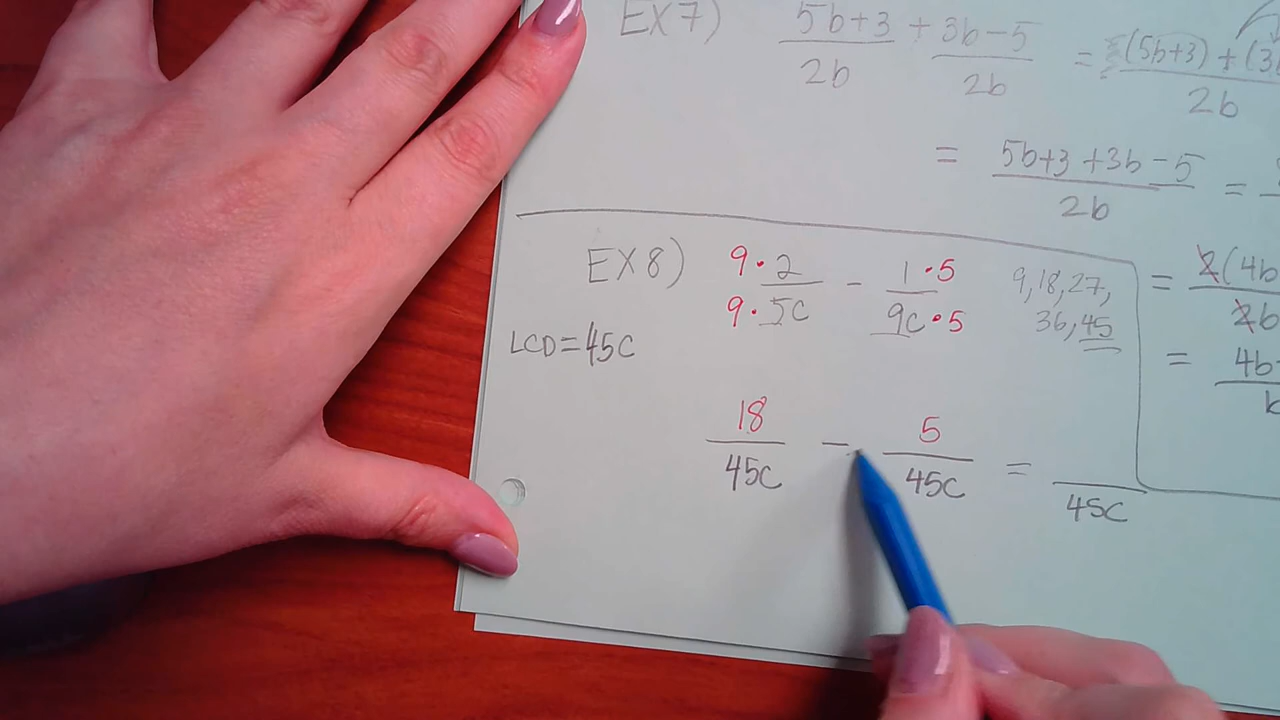 EX7) 5b+3/2b + 3b-5/2b = (5b+3) + (3/2b
= 5b+3+3b-5/2b =
EX8) 9·2/9·5c - 1·5/9c·5 9,18,27, = 2(4b/2b
36,45
LCD=45c = 4b-/b
18/45c - 5/45c = /45c